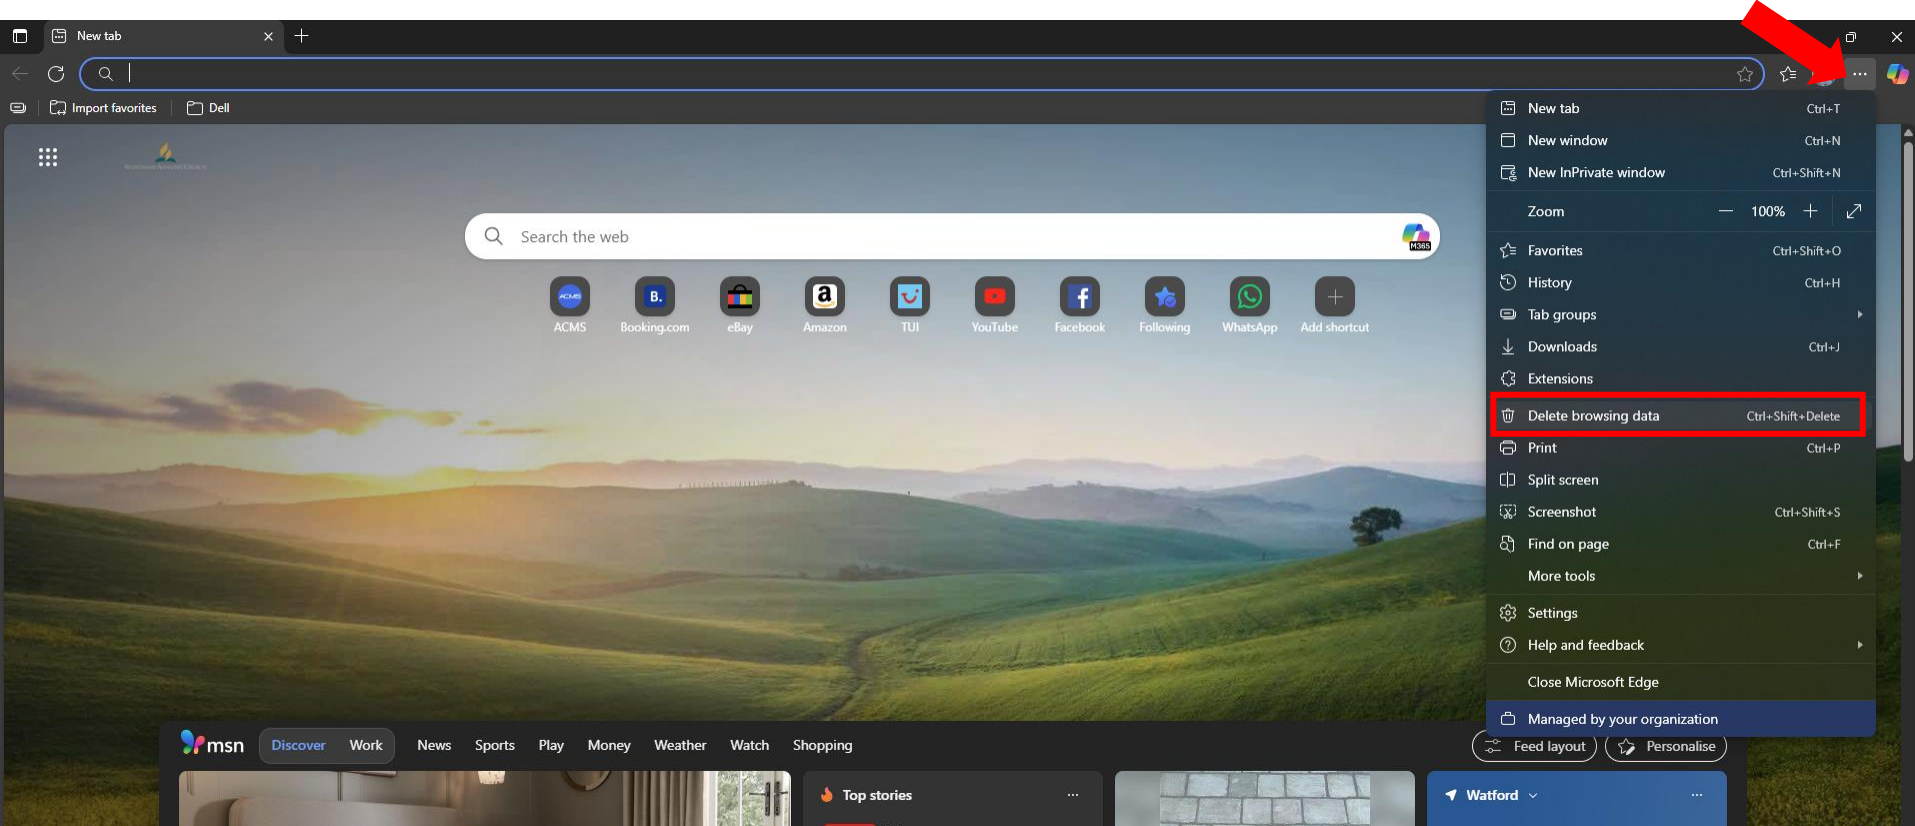 New tab
Import favorites
Dell
Search the web
M365
ACMS
B.
a
f
ACMS
Booking.com
eBay
Amazon
TUI
YouTube
Facebook
Following
WhatsApp
Add shortcut
New tab Ctrl+T
New window Ctrl+N
New InPrivate window Ctrl+Shift+N
Zoom 100%
Favorites Ctrl+Shift+O
History Ctrl+H
Tab groups
Downloads Ctrl+J
Extensions
Delete browsing data Ctrl+Shift+Delete
Print Ctrl+P
Split screen
Screenshot Ctrl+Shift+S
Find on page Ctrl+F
More tools
Settings
Help and feedback
Close Microsoft Edge
Managed by your organization
msn
Discover
Work
News
Sports
Play
Money
Weather
Watch
Shopping
Feed layout
Personalise
Top stories
Watford